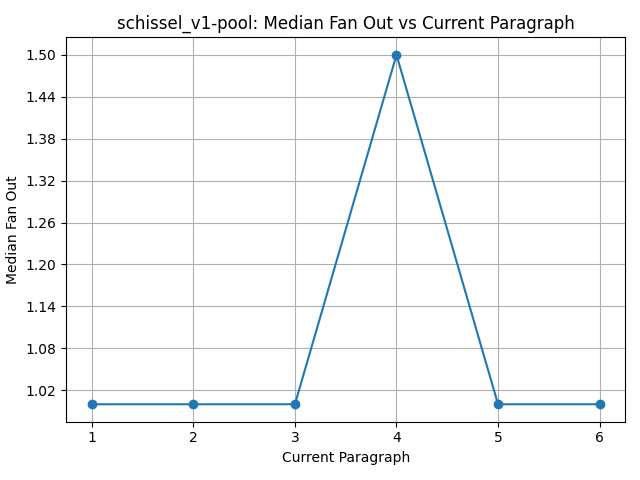 schissel_v1-pool: Median Fan Out vs Current Paragraph
1.50
1.44
1.38
1.32
1.26
1.20
1.14
1.08
1.02
Median Fan Out
1 2 3 4 5 6
Current Paragraph